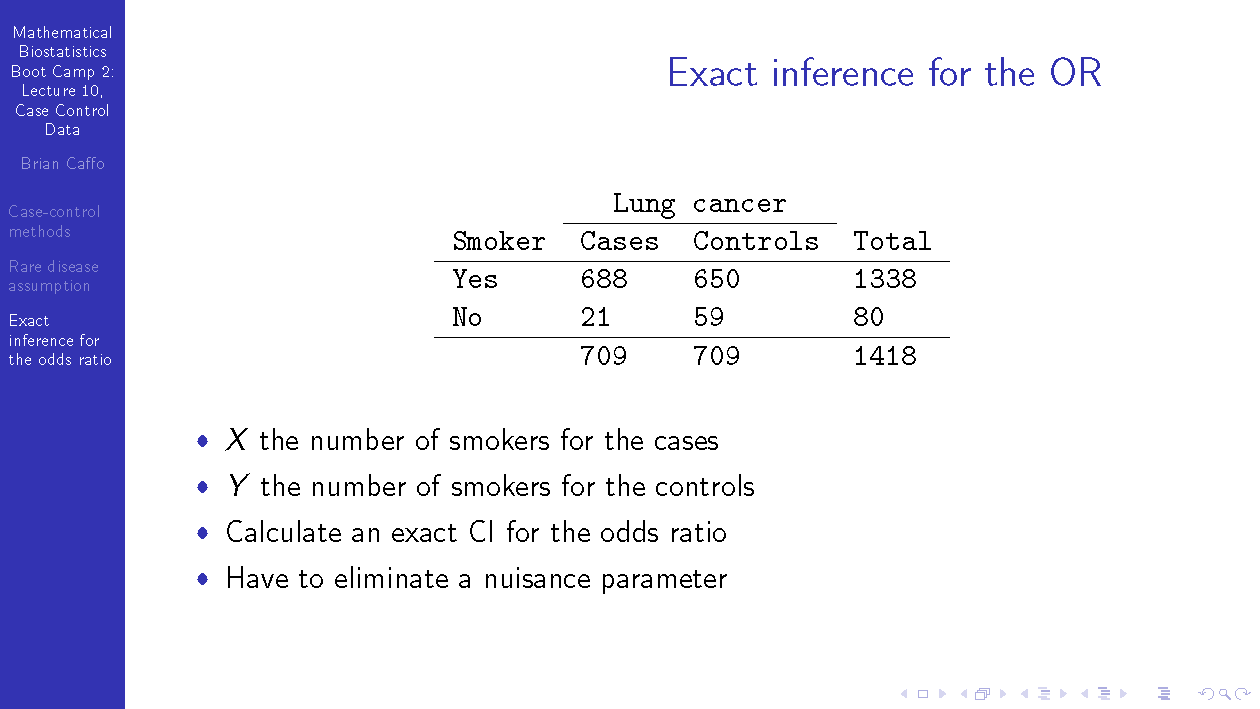 Mathematical
Biostatistics
Boot Camp 2:
Lecture 10,
Case Control
Data
Brian Caffo
Case-control
methods
Rare disease
assumption
Exact
inference for
the odds ratio
Exact inference for the OR
Lung cancer
Smoker Cases Controls Total
Yes 688 650 1338
No 21 59 80
709 709 1418
• X the number of smokers for the cases
• Y the number of smokers for the controls
• Calculate an exact CI for the odds ratio
• Have to eliminate a nuisance parameter